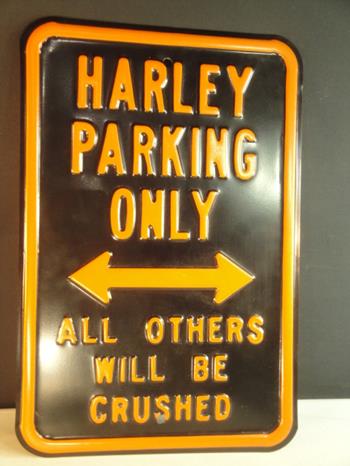 HARLEY
PARKING
ONLY
ALL OTHERS
WILL BE
CRUSHED